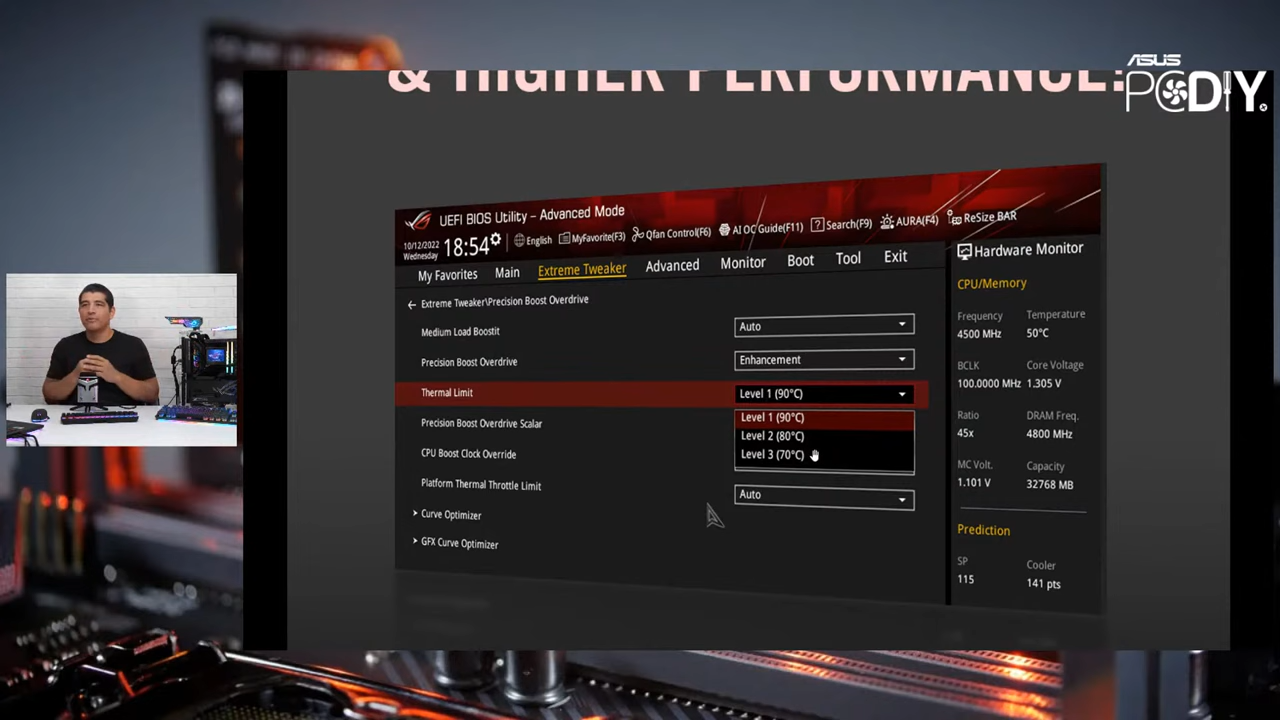 ASUS
PCDIY.
& HIGHER PERFORMANCE!
UEFI BIOS Utility – Advanced Mode
10/12/2022
Wednesday
18:54
English
MyFavorite(F3)
Qfan Control(F6)
AI OC Guide(F11)
? Search(F9)
AURA(F4)
ReSize BAR
My Favorites
Main
Extreme Tweaker
Advanced
Monitor
Boot
Tool
Exit
Extreme Tweaker\Precision Boost Overdrive
Medium Load Boostit
Auto
Precision Boost Overdrive
Enhancement
Thermal Limit
Level 1 (90°C)
Level 1 (90°C)
Level 2 (80°C)
Level 3 (70°C)
Precision Boost Overdrive Scalar
CPU Boost Clock Override
Platform Thermal Throttle Limit
Auto
Curve Optimizer
GFX Curve Optimizer
Hardware Monitor
CPU/Memory
Frequency Temperature
4500 MHz 50°C
BCLK Core Voltage
100.0000 MHz 1.305 V
Ratio DRAM Freq.
45x 4800 MHz
MC Volt. Capacity
1.101 V 32768 MB
Prediction
SP Cooler
115 141 pts